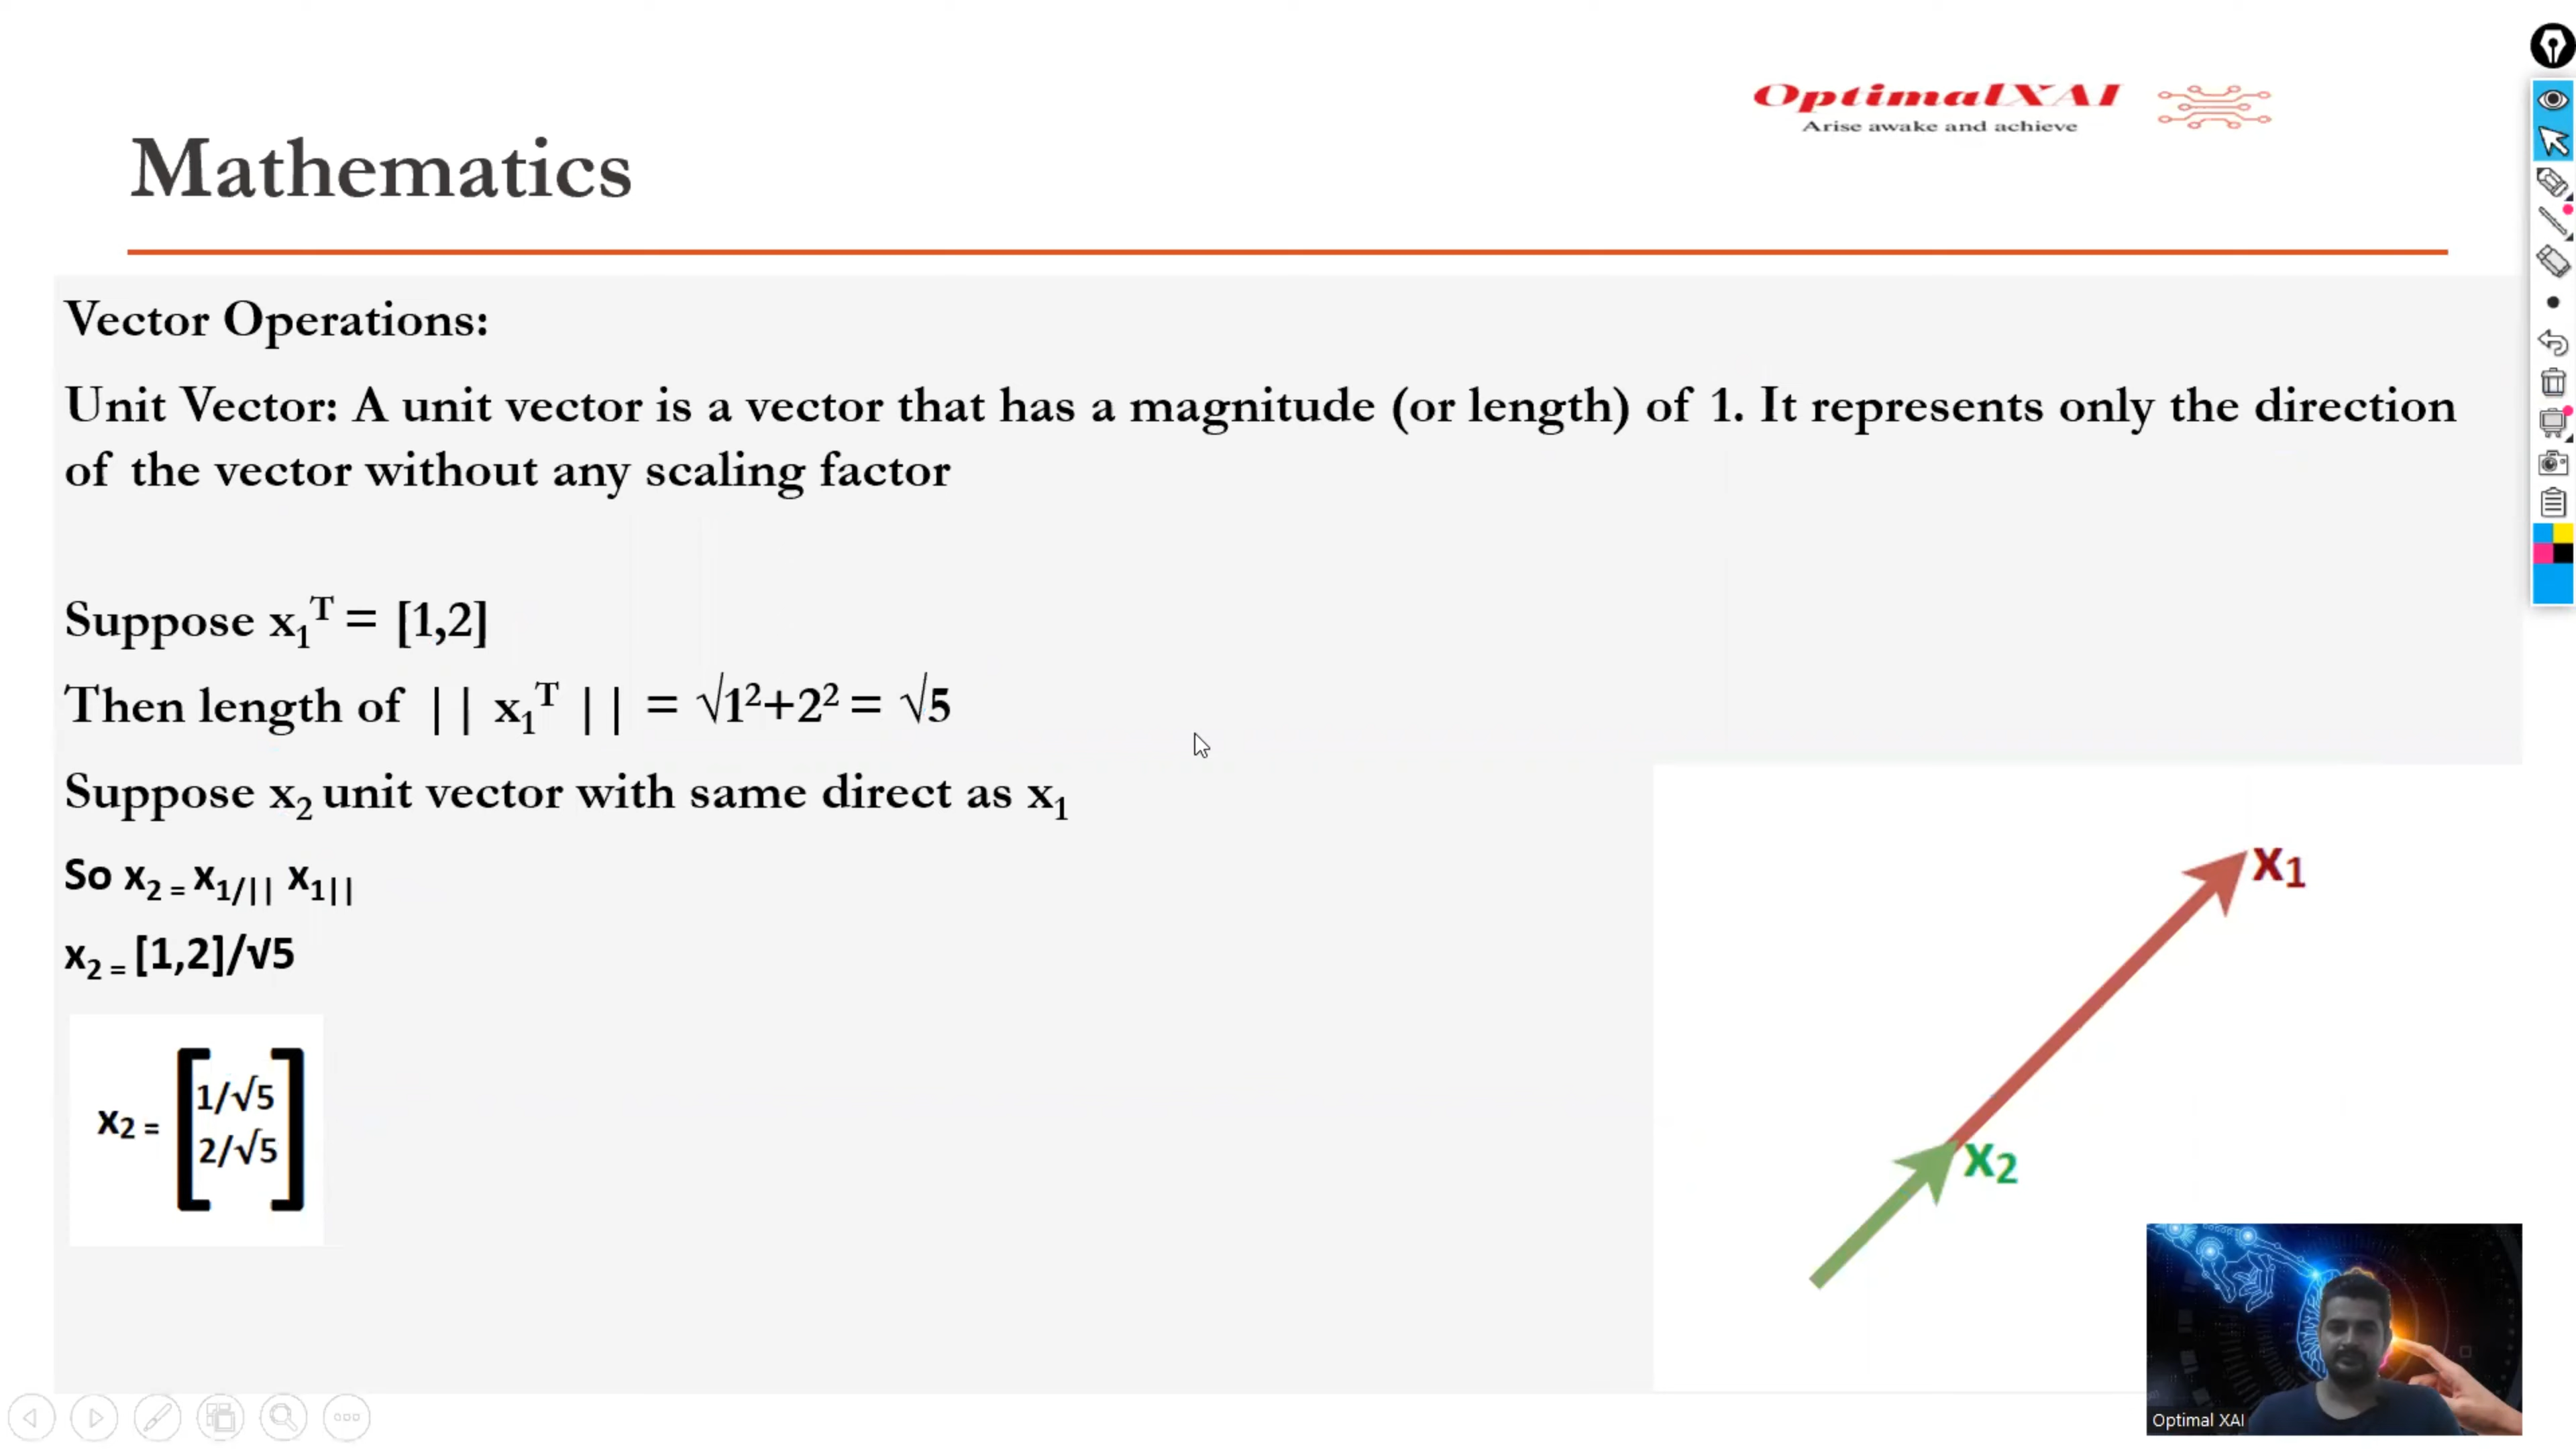 OptimalXAI
Arise awake and achieve
Mathematics
Vector Operations:
Unit Vector: A unit vector is a vector that has a magnitude (or length) of 1. It represents only the direction
of the vector without any scaling factor
Suppose x₁ᵀ = [1,2]
Then length of || x₁ᵀ || = √1²+2² = √5
Suppose x₂ unit vector with same direct as x₁
So x₂ = x₁/|| x₁||
x₂ = [1,2]/√5
x₂ =
1/√5
2/√5
x₁
x₂
Optimal XAI